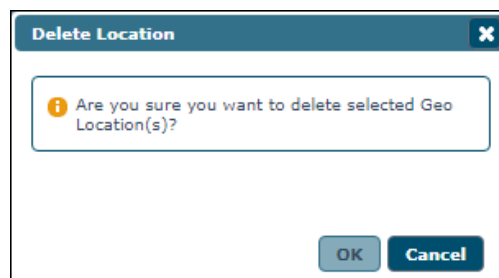 Delete Location
Are you sure you want to delete selected Geo
Location(s)?
OK
Cancel